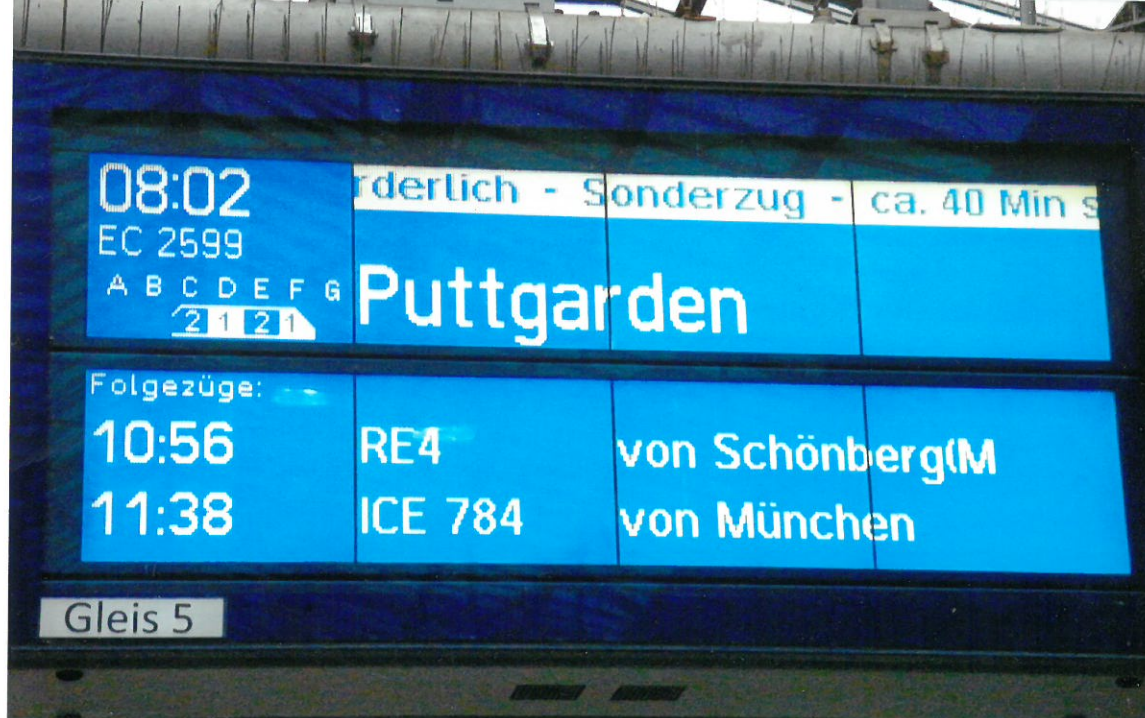 08:02
rderlich - Sonderzug - ca. 40 Min s
EC 2599
A B C D E F G
2 1 2 1
Puttgarden
Folgezüge:
10:56 RE4 von Schönberg(M
11:38 ICE 784 von München
Gleis 5